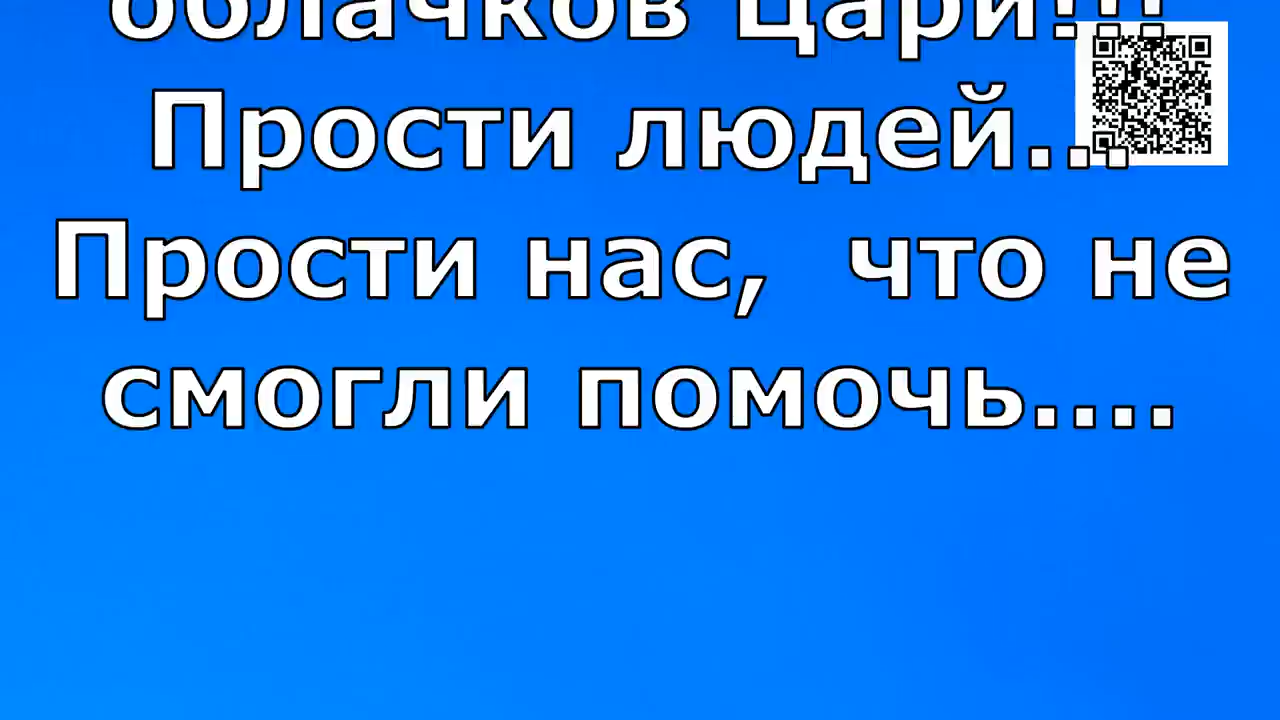 облачков Цари!!!
Прости людей...
Прости нас,  что не
смогли помочь....